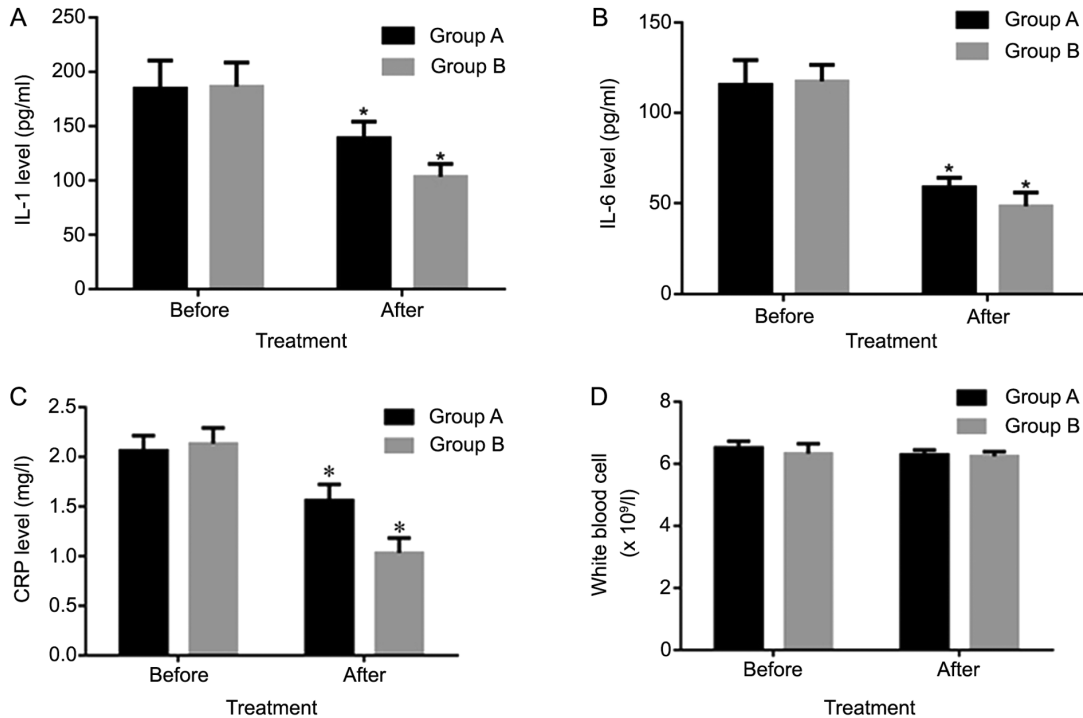 A
250
200
150
100
50
0
IL-1 level (pg/ml)
Group A
Group B
*
*
Before
After
Treatment
B
150
100
50
0
IL-6 level (pg/ml)
Group A
Group B
*
*
Before
After
Treatment
C
2.5
2.0
1.5
1.0
0.5
0.0
CRP level (mg/l)
Group A
Group B
*
*
Before
After
Treatment
D
8
6
4
2
0
White blood cell
(x 10⁹/l)
Group A
Group B
Before
After
Treatment